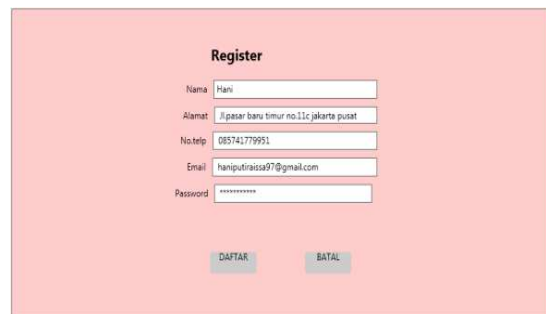 Register
Nama Hani
Alamat Jl.pasar baru timur no.11c jakarta pusat
No.telp 085741779951
Email haniputiraissa97@gmail.com
Password ***********
DAFTAR BATAL